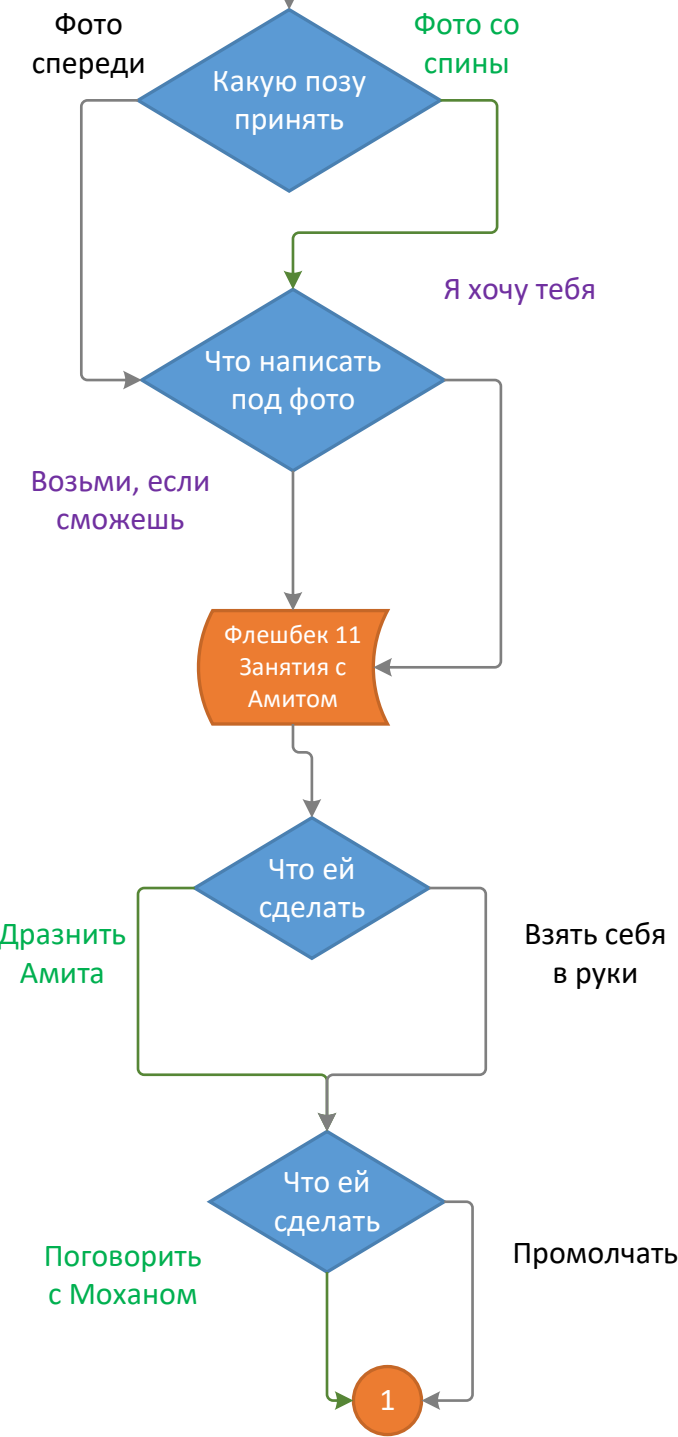 Фото
спереди
Фото со
спины
Какую позу
принять
Я хочу тебя
Что написать
под фото
Возьми, если
сможешь
Флешбек 11
Занятия с
Амитом
Что ей
сделать
Дразнить
Амита
Взять себя
в руки
Что ей
сделать
Поговорить
с Моханом
Промолчать
1